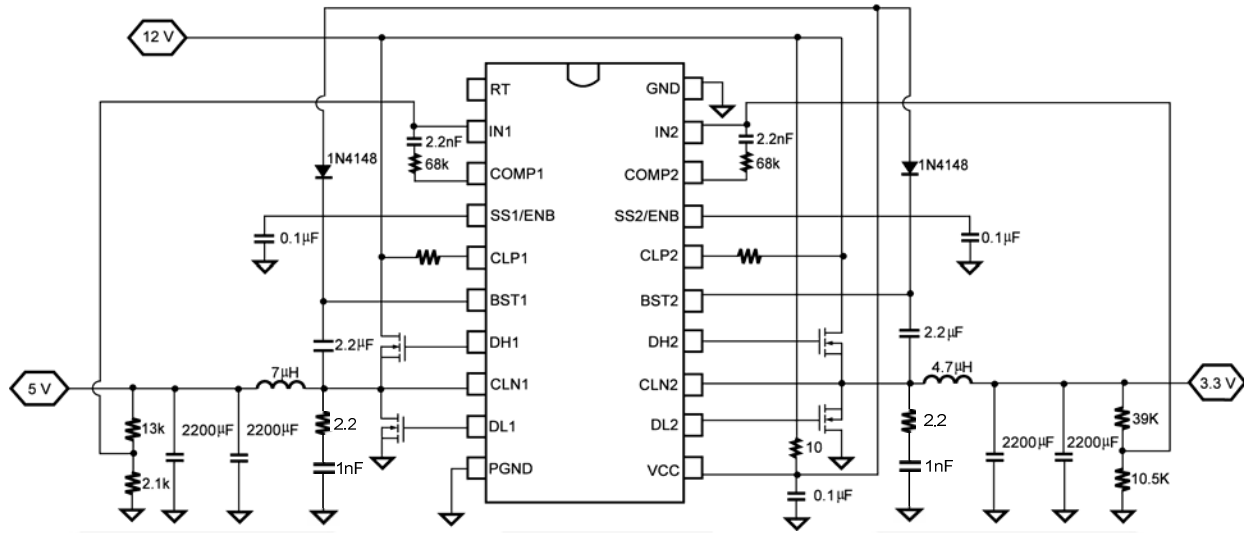 12 V
RT
GND
IN1
IN2
2.2nF
2.2nF
68k
68k
1N4148
1N4148
COMP1
COMP2
SS1/ENB
SS2/ENB
0.1µF
0.1µF
CLP1
CLP2
BST1
BST2
2.2µF
2.2µF
DH1
DH2
7µH
4.7µH
5 V
3.3 V
CLN1
CLN2
13k
2200µF
2200µF
2.2
DL1
DL2
10
2.2
2200µF
2200µF
39K
2.1k
1nF
PGND
VCC
0.1µF
1nF
10.5K